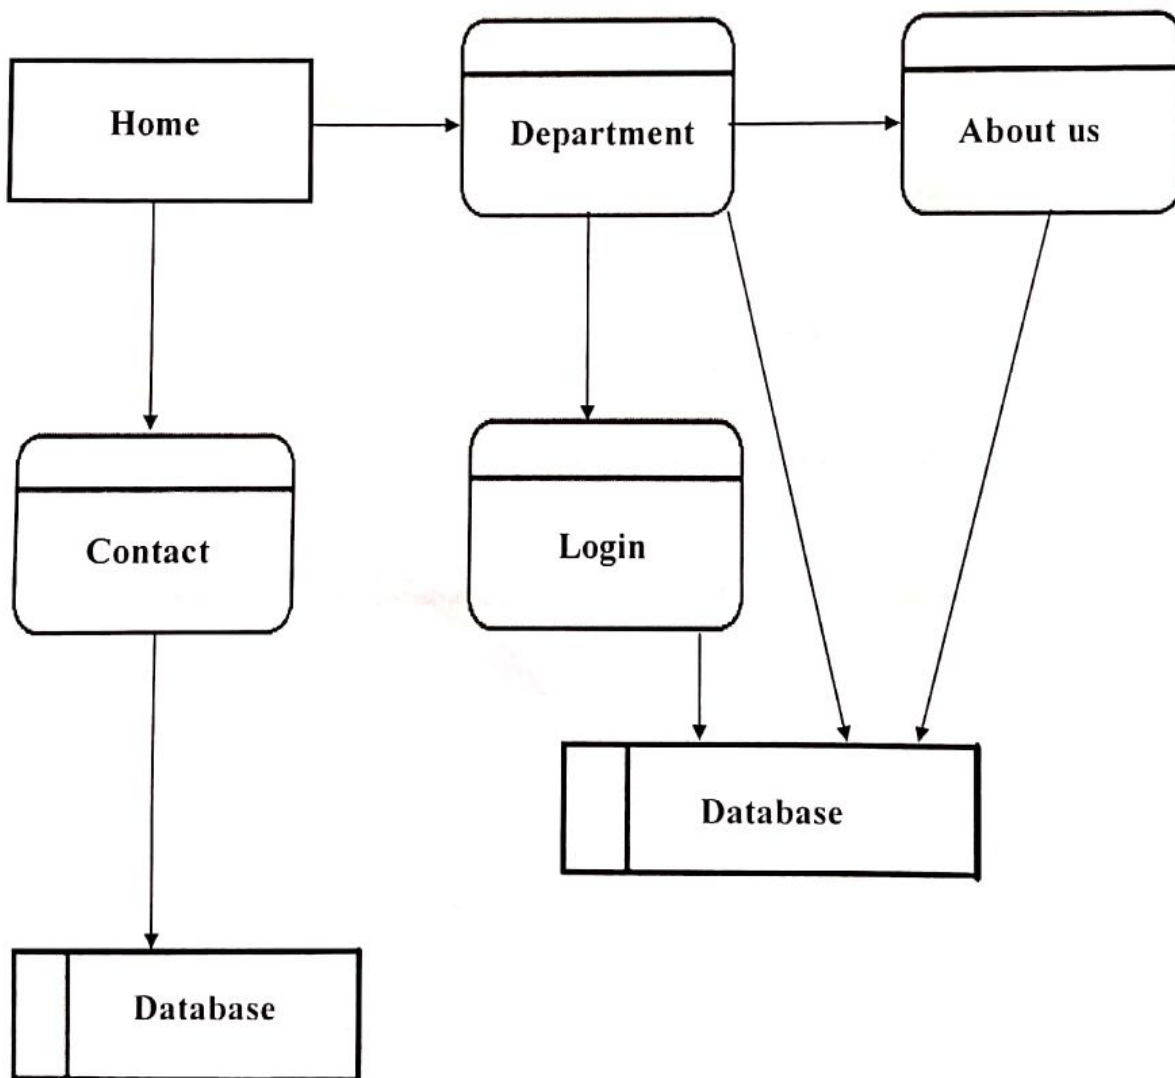 Home
Department
About us
Contact
Login
Database
Database